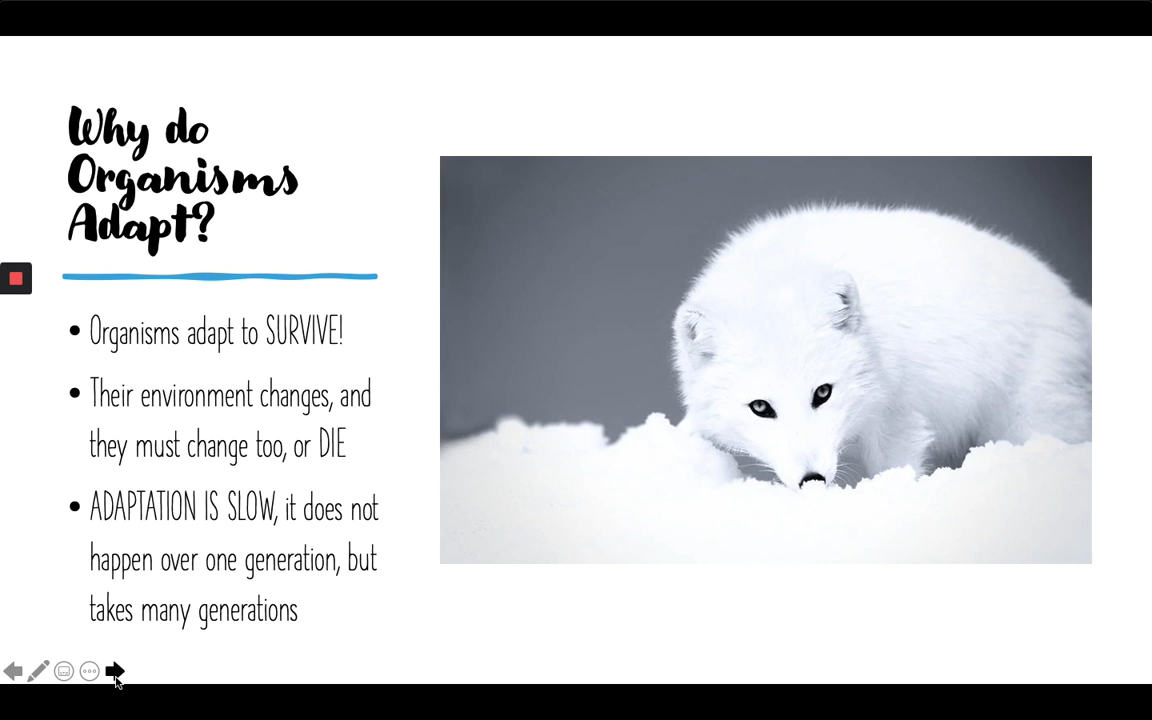 Why do
Organisms
Adapt?
• Organisms adapt to SURVIVE!
• Their environment changes, and
they must change too, or DIE
• ADAPTATION IS SLOW, it does not
happen over one generation, but
takes many generations